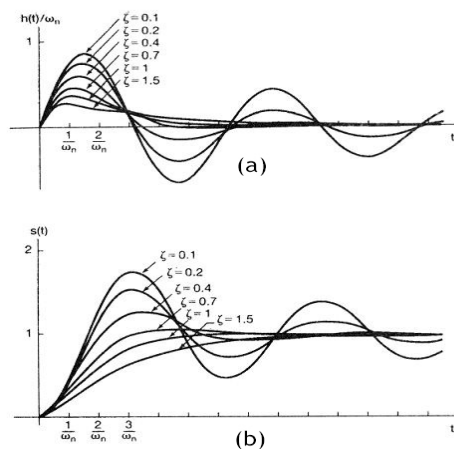 h(t)/ωn
ζ=0.1
ζ=0.2
ζ=0.4
ζ=0.7
ζ=1
ζ=1.5
1
1/ωn 2/ωn t
(a)
s(t)
2
ζ=0.1
ζ=0.2
ζ=0.4
ζ=0.7
ζ=1
ζ=1.5
1
1/ωn 2/ωn 3/ωn t
(b)